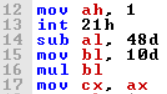 12 mov ah, 1
13 int 21h
14 sub al, 48d
15 mov bl, 10d
16 mul bl
17 mov cx, ax